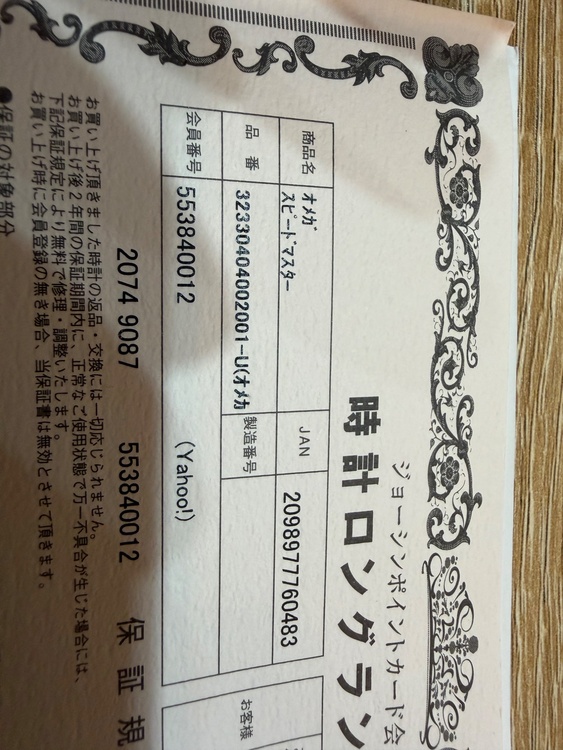 ジョーシンポイントカード会
時計ロングラン
商品名
オメガ
スピードマスター
JAN
2098977760483
品番
32330404002001-U(オメガ
製造番号
会員番号
553840012
(Yahoo!)
お客様
2074 9087
553840012
保証規
お買い上げ頂きました時計の返品・交換には一切応じられません。
お買い上げ後2年間の保証期間内に、正常なご使用状態で万一不具合が生じた場合には、
下記保証規定により無料で修理・調整いたします。
お買い上げ時に会員登録の無き場合、当保証書は無効とさせて頂きます。
●保証の対象部分